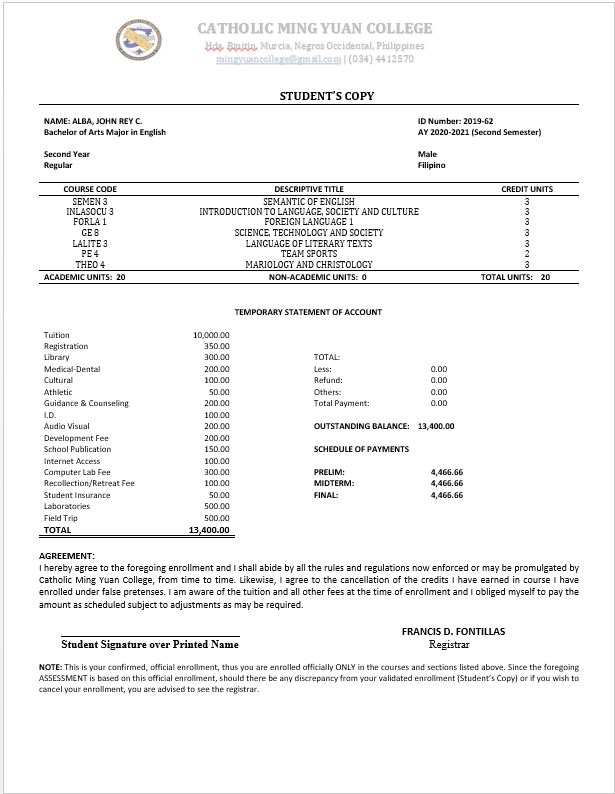 CATHOLIC MING YUAN COLLEGE
Hda. Binitin, Murcia, Negros Occidental, Philippines
mingyuancollege@gmail.com | (034) 4412570
STUDENT'S COPY
NAME: ALBA, JOHN REY C. ID Number: 2019-62
Bachelor of Arts Major in English AY 2020-2021 (Second Semester)
Second Year Male
Regular Filipino
COURSE CODE DESCRIPTIVE TITLE CREDIT UNITS
SEMEN 3 SEMANTIC OF ENGLISH 3
INLASOCU 3 INTRODUCTION TO LANGUAGE, SOCIETY AND CULTURE 3
FORLA 1 FOREIGN LANGUAGE 1 3
GE 8 SCIENCE, TECHNOLOGY AND SOCIETY 3
LALITE 3 LANGUAGE OF LITERARY TEXTS 3
PE 4 TEAM SPORTS 2
THEO 4 MARIOLOGY AND CHRISTOLOGY 3
ACADEMIC UNITS: 20 NON-ACADEMIC UNITS: 0 TOTAL UNITS: 20
TEMPORARY STATEMENT OF ACCOUNT
Tuition 10,000.00
Registration 350.00
Library 300.00 TOTAL:
Medical-Dental 200.00 Less: 0.00
Cultural 100.00 Refund: 0.00
Athletic 50.00 Others: 0.00
Guidance & Counseling 200.00 Total Payment: 0.00
I.D. 100.00
Audio Visual 200.00 OUTSTANDING BALANCE: 13,400.00
Development Fee 200.00
School Publication 150.00 SCHEDULE OF PAYMENTS
Internet Access 100.00
Computer Lab Fee 300.00 PRELIM: 4,466.66
Recollection/Retreat Fee 100.00 MIDTERM: 4,466.66
Student Insurance 50.00 FINAL: 4,466.66
Laboratories 500.00
Field Trip 500.00
TOTAL 13,400.00
AGREEMENT:
I hereby agree to the foregoing enrollment and I shall abide by all the rules and regulations now enforced or may be promulgated by
Catholic Ming Yuan College, from time to time. Likewise, I agree to the cancellation of the credits I have earned in course I have
enrolled under false pretenses. I am aware of the tuition and all other fees at the time of enrollment and I obliged myself to pay the
amount as scheduled subject to adjustments as may be required.
FRANCIS D. FONTILLAS
Student Signature over Printed Name Registrar
NOTE: This is your confirmed, official enrollment, thus you are enrolled officially ONLY in the courses and sections listed above. Since the foregoing
ASSESSMENT is based on this official enrollment, should there be any discrepancy from your validated enrollment (Student's Copy) or if you wish to
cancel your enrollment, you are advised to see the registrar.